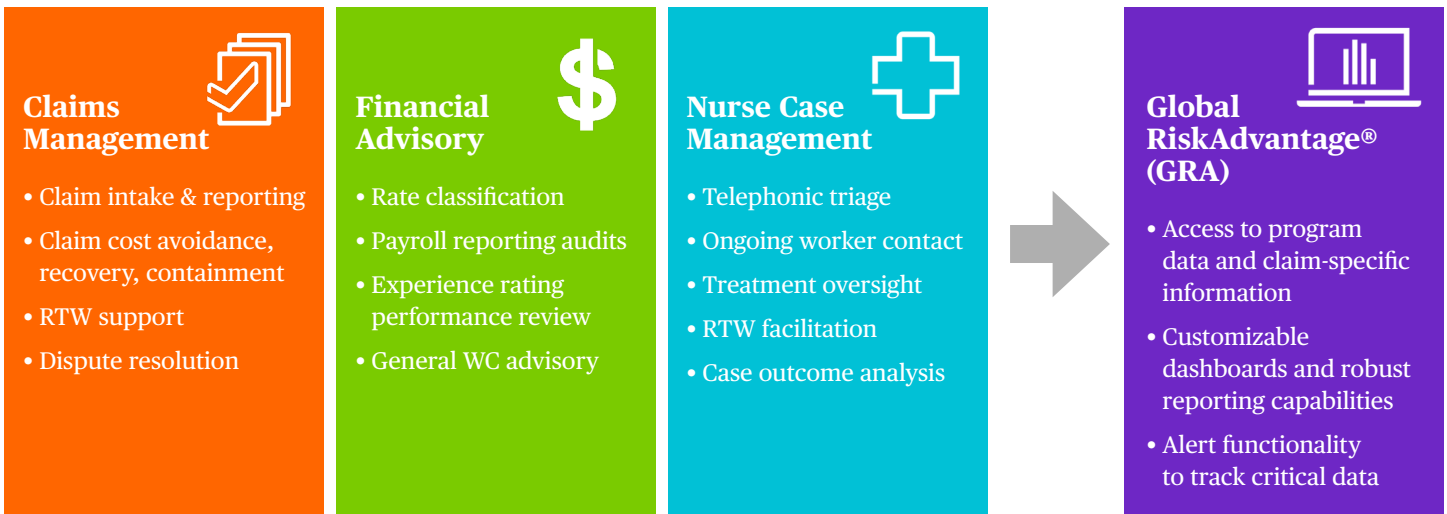 Claims
Management
• Claim intake & reporting
• Claim cost avoidance,
recovery, containment
• RTW support
• Dispute resolution
$
Financial
Advisory
• Rate classification
• Payroll reporting audits
• Experience rating
performance review
• General WC advisory
Nurse Case
Management
• Telephonic triage
• Ongoing worker contact
• Treatment oversight
• RTW facilitation
• Case outcome analysis
Global
RiskAdvantage®
(GRA)
• Access to program
data and claim-specific
information
• Customizable
dashboards and robust
reporting capabilities
• Alert functionality
to track critical data